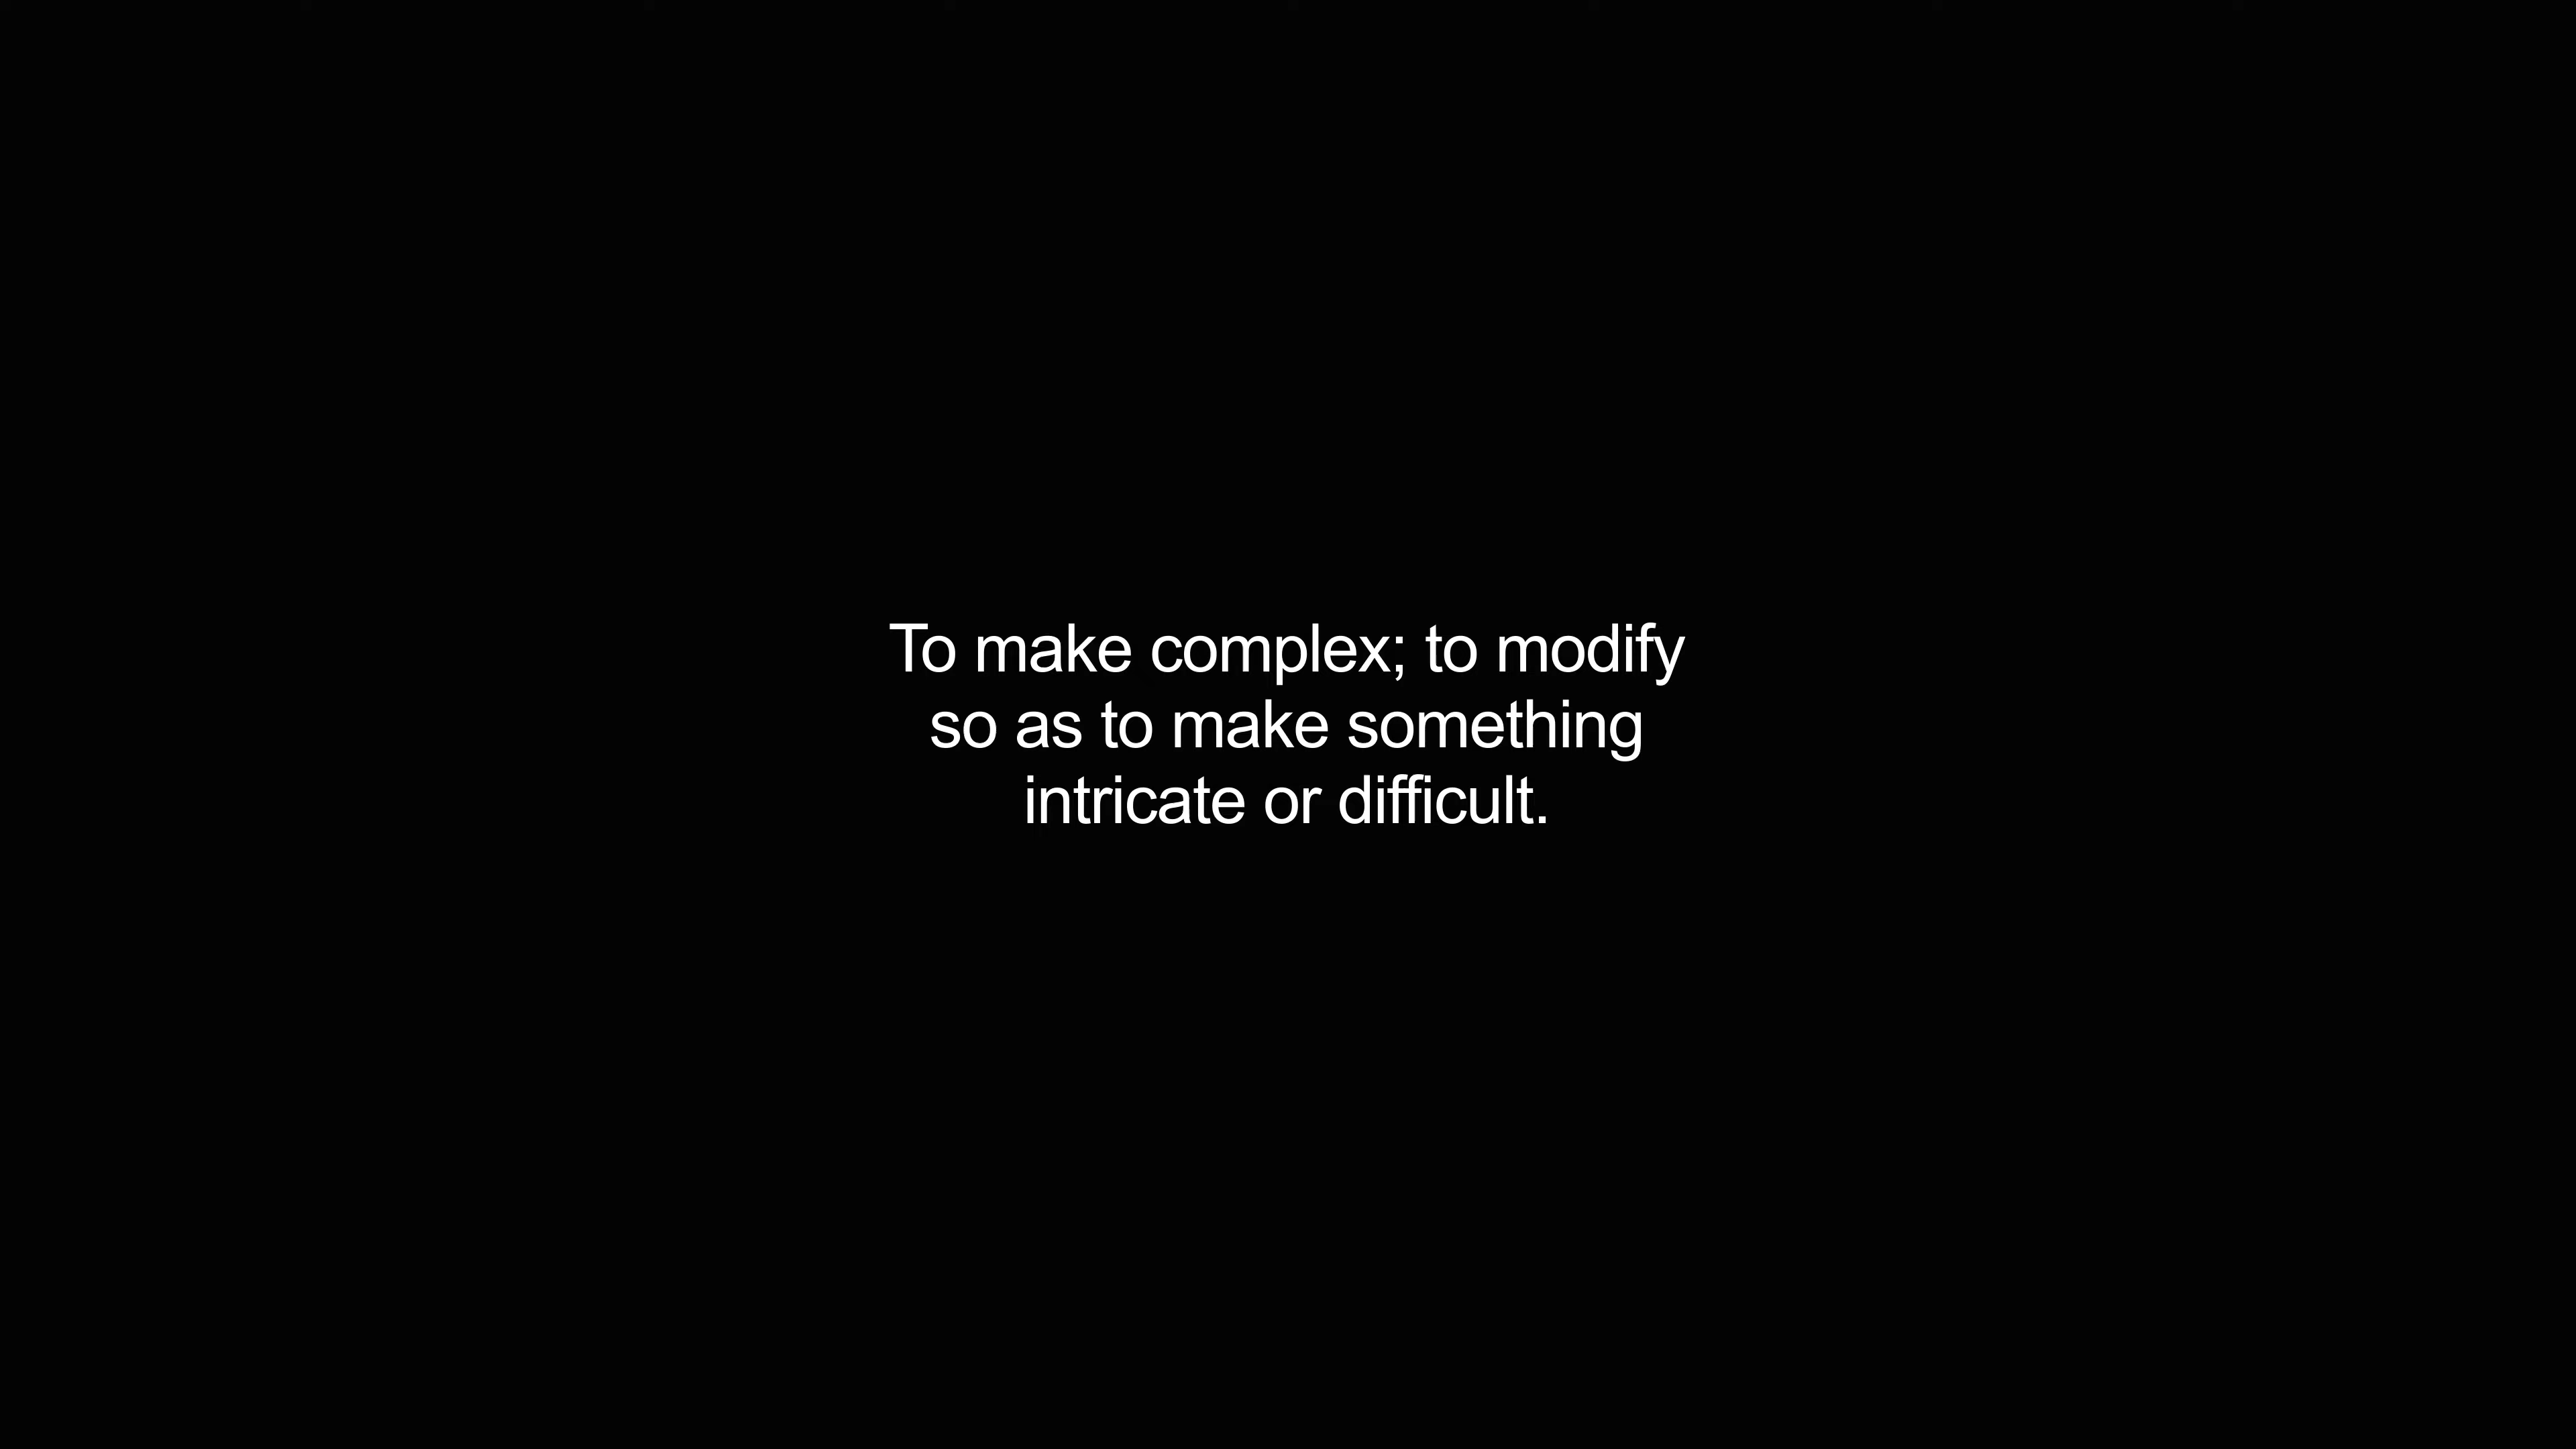 To make complex; to modify
so as to make something
intricate or difficult.